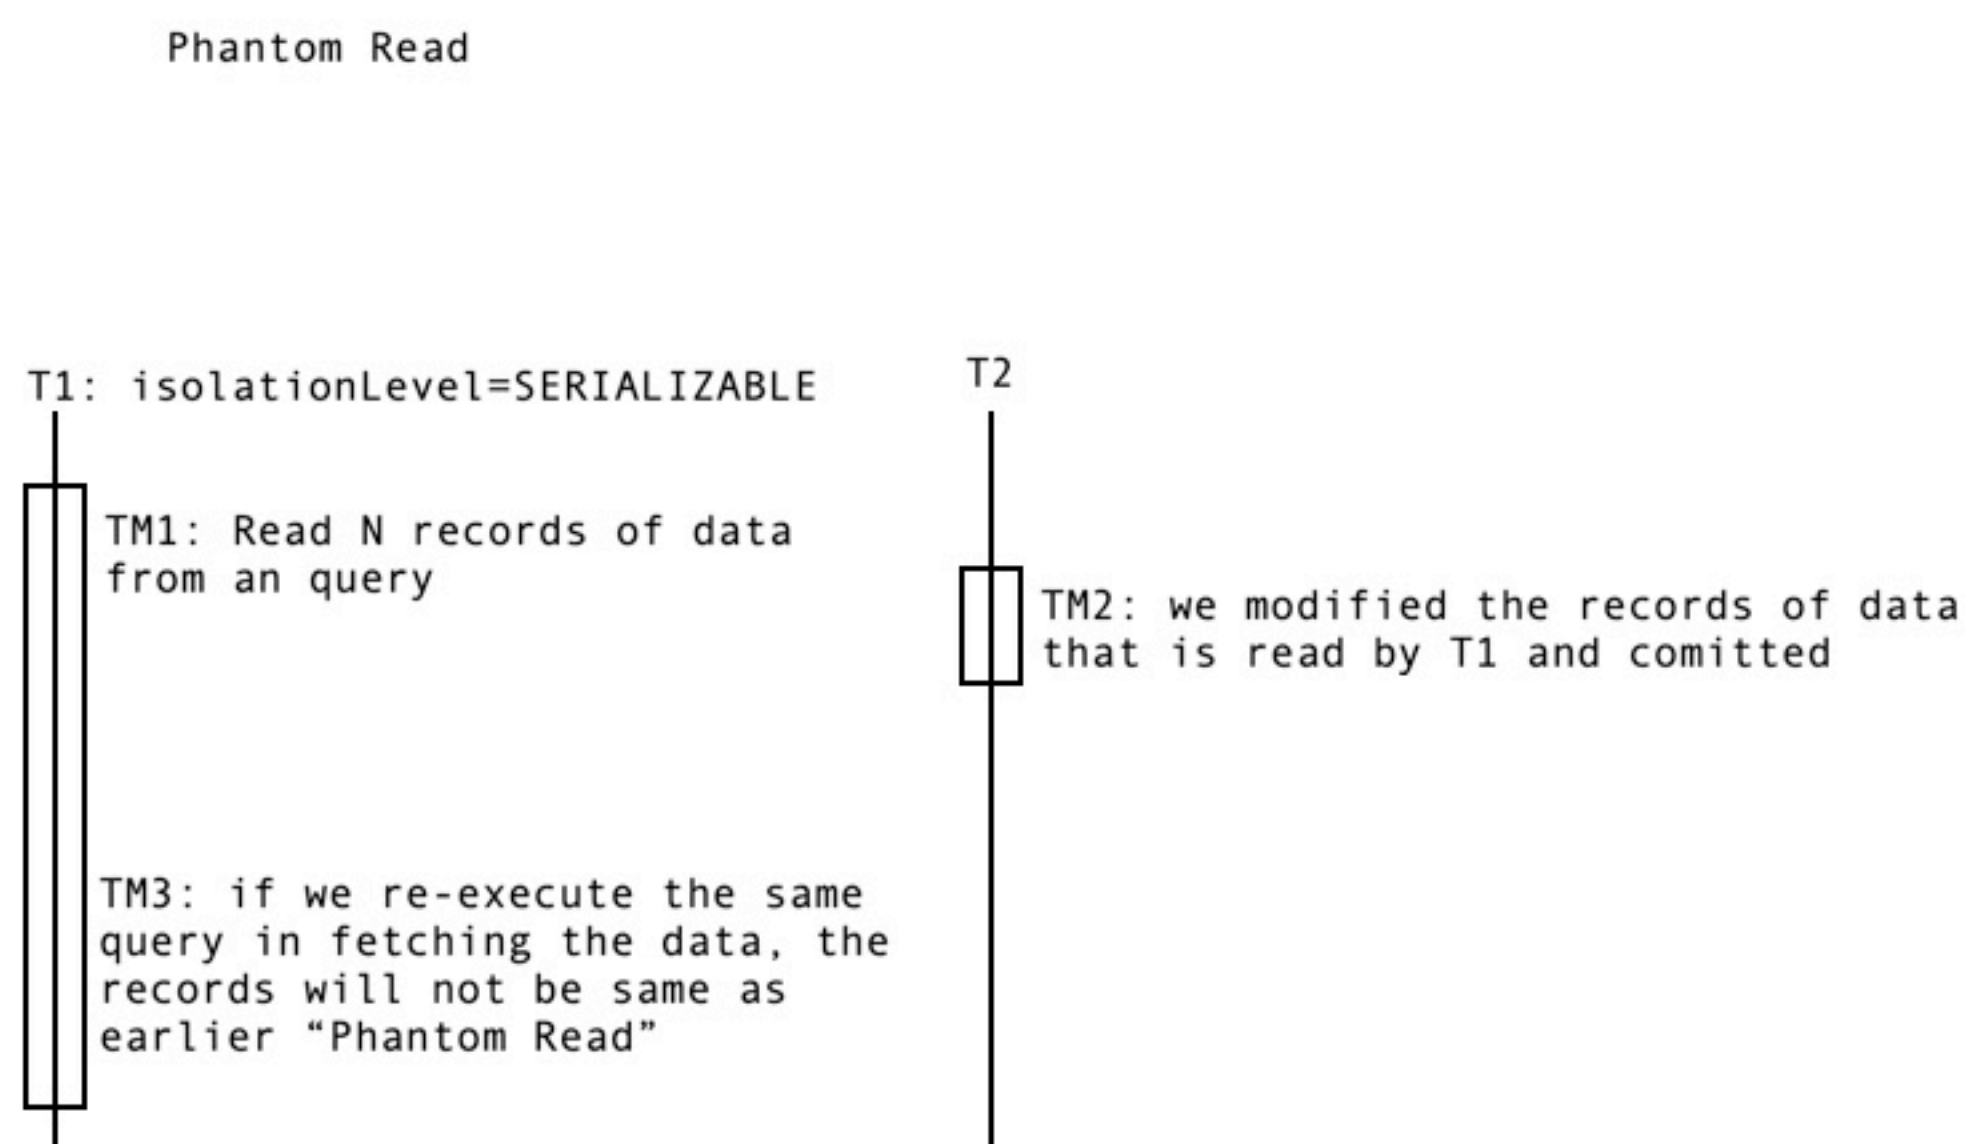 Phantom Read
T1: isolationLevel=SERIALIZABLE
T2
TM1: Read N records of data
from an query
TM2: we modified the records of data
that is read by T1 and comitted
TM3: if we re-execute the same
query in fetching the data, the
records will not be same as
earlier “Phantom Read”